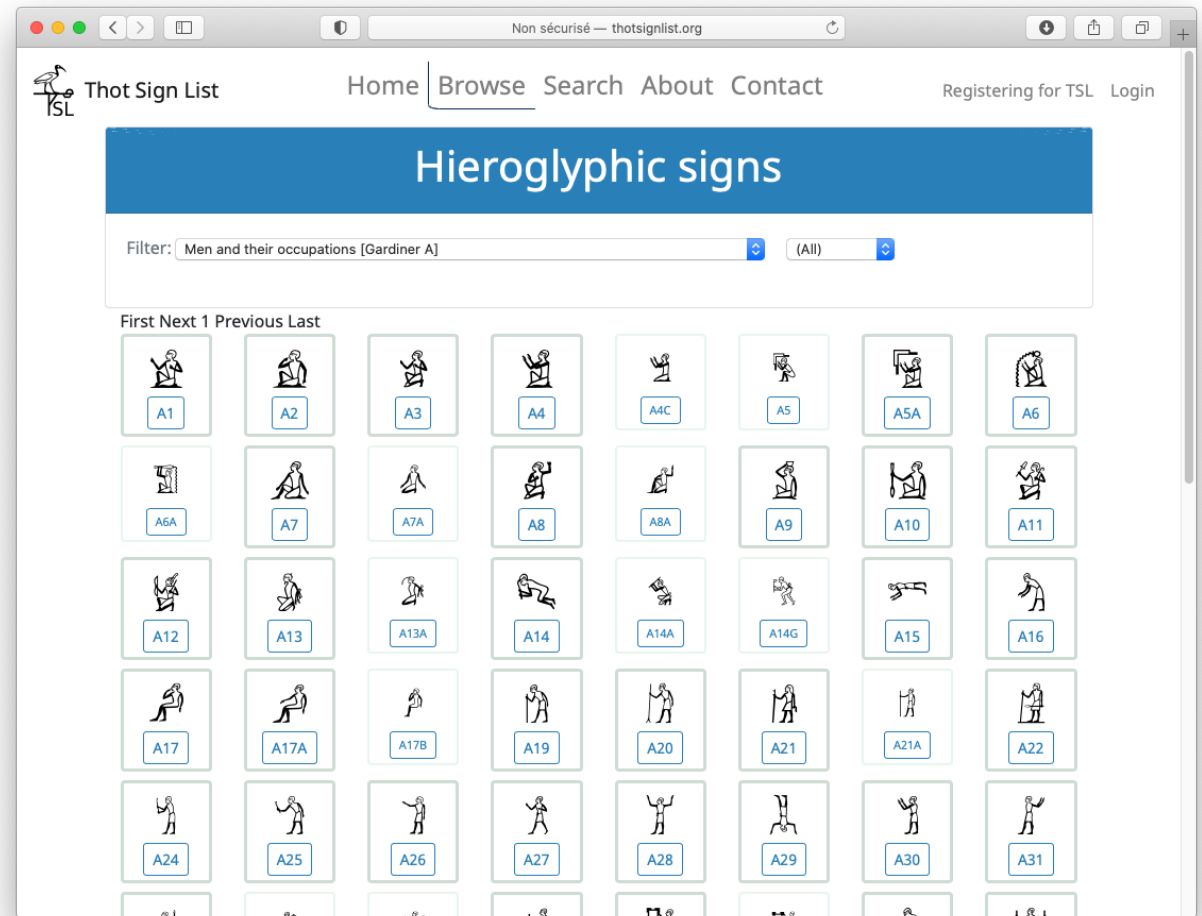 Non sécurisé — thotsignlist.org
TSL Thot Sign List Home Browse Search About Contact Registering for TSL Login
Hieroglyphic signs
Filter: Men and their occupations [Gardiner A] (All)
First Next 1 Previous Last
A1 A2 A3 A4 A4C A5 A5A A6
A6A A7 A7A A8 A8A A9 A10 A11
A12 A13 A13A A14 A14A A14G A15 A16
A17 A17A A17B A19 A20 A21 A21A A22
A24 A25 A26 A27 A28 A29 A30 A31